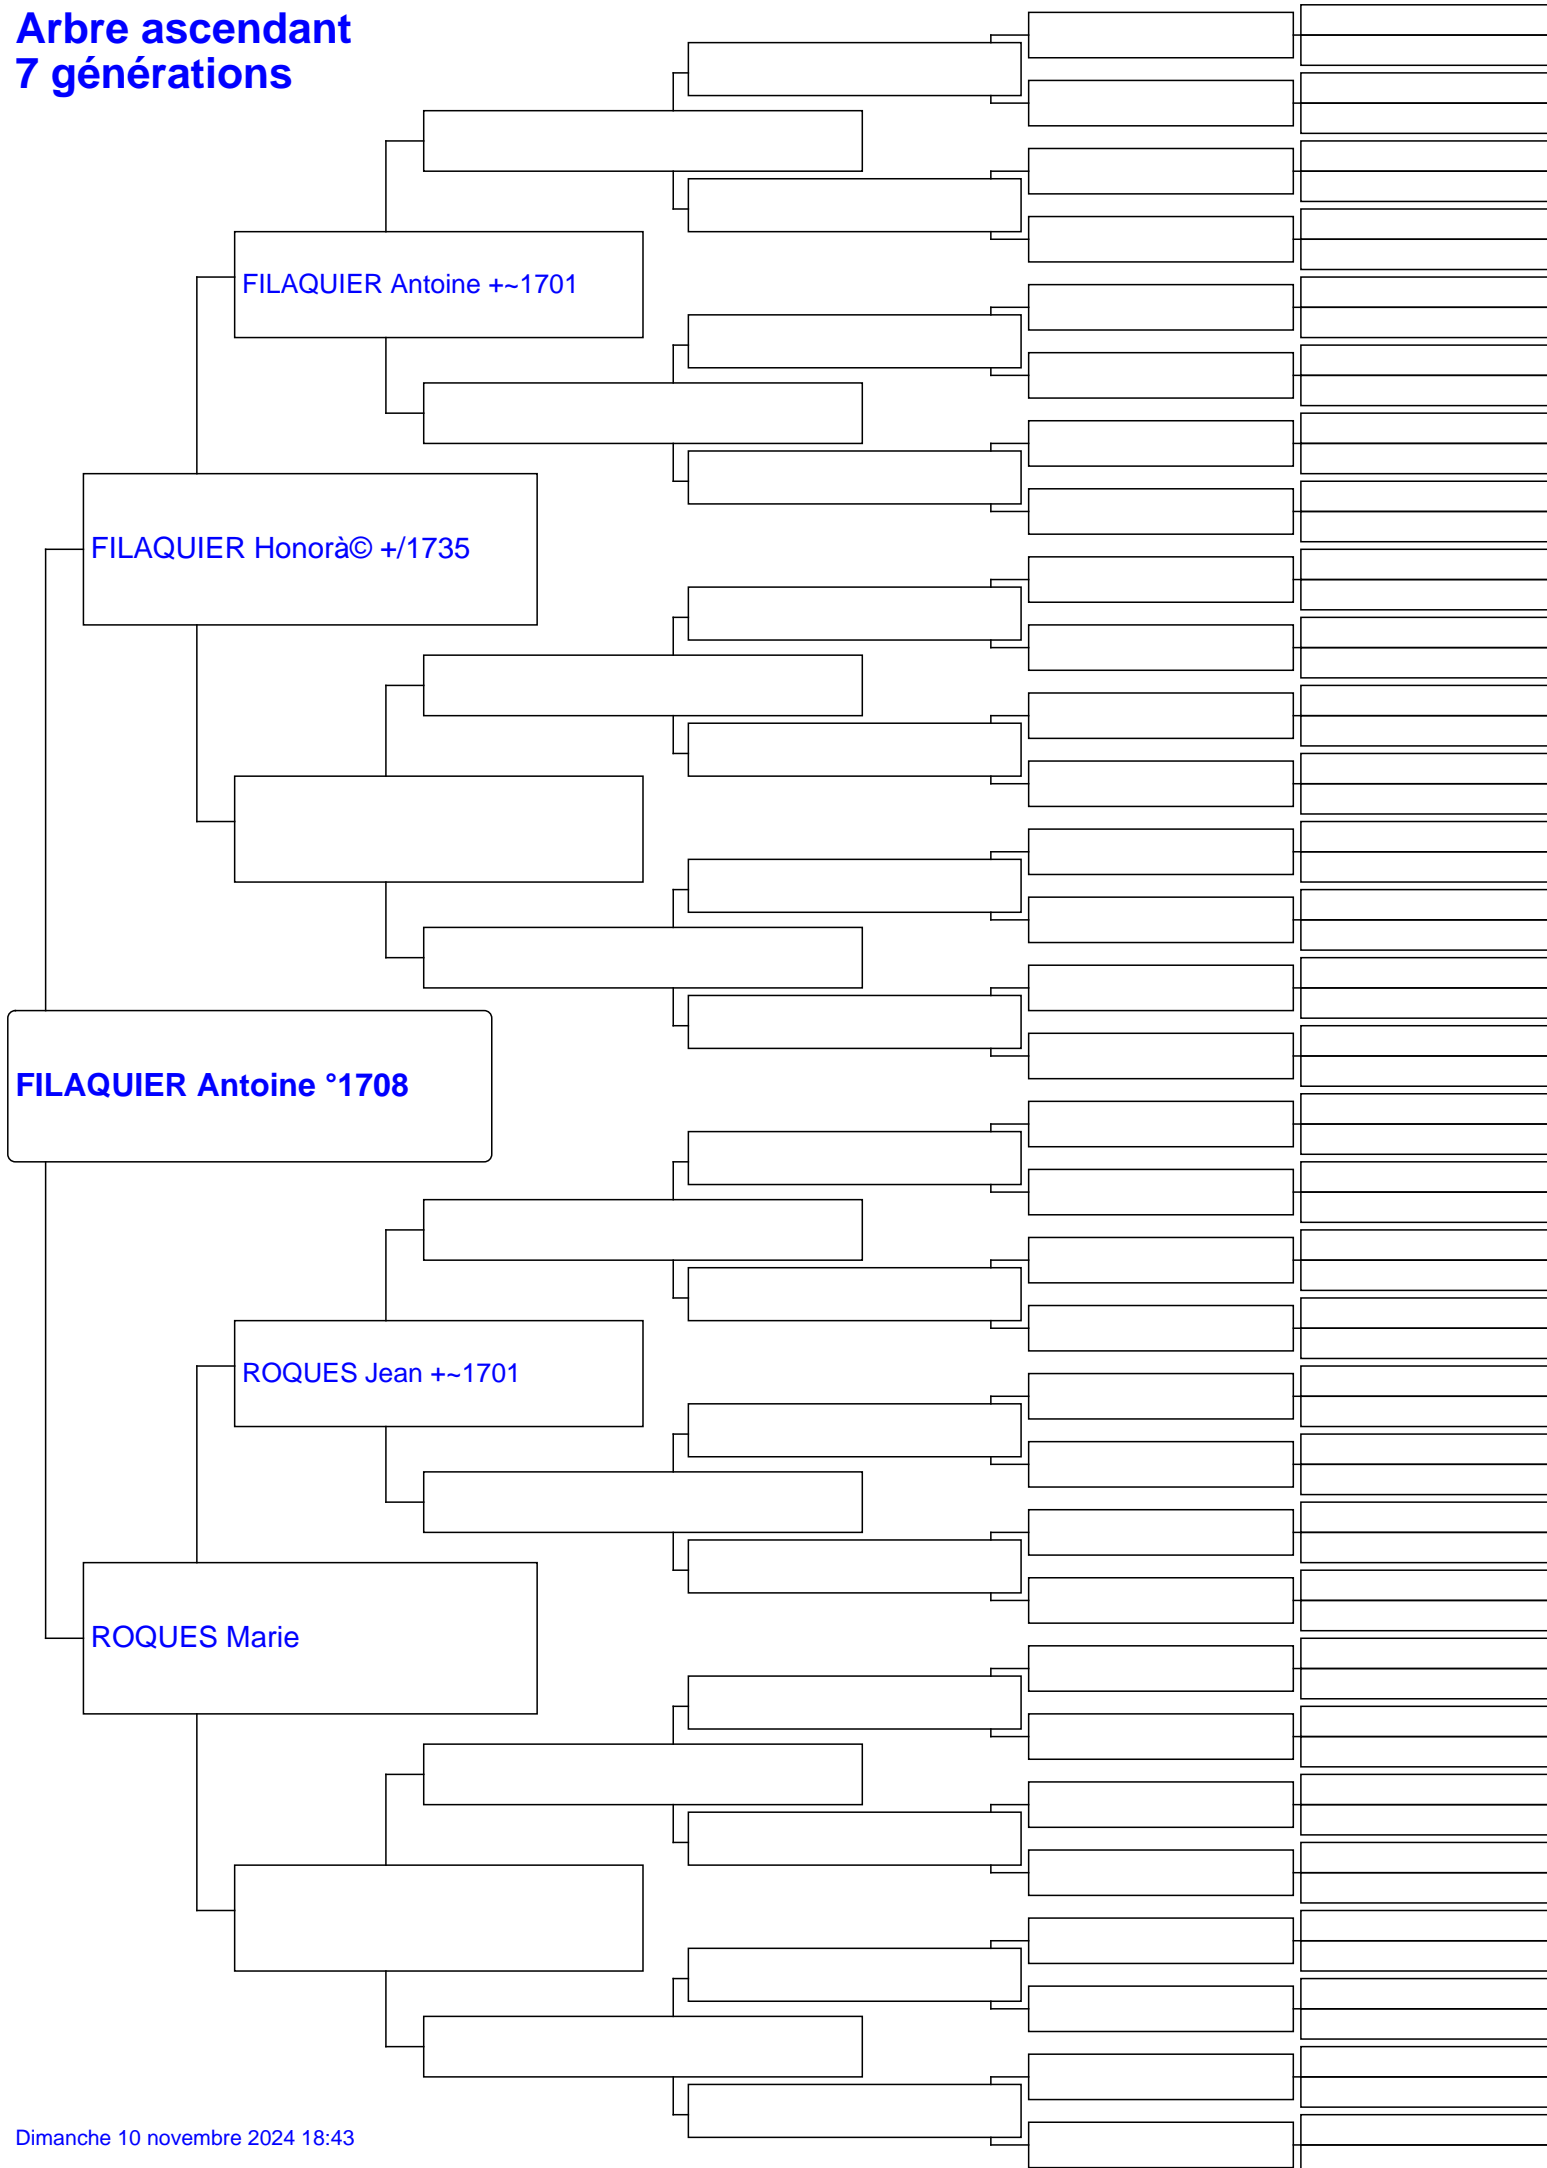 Arbre ascendant
7 générations
FILAQUIER Antoine +~1701
FILAQUIER Honorà© +/1735
FILAQUIER Antoine °1708
ROQUES Jean +~1701
ROQUES Marie
Dimanche 10 novembre 2024 18:43